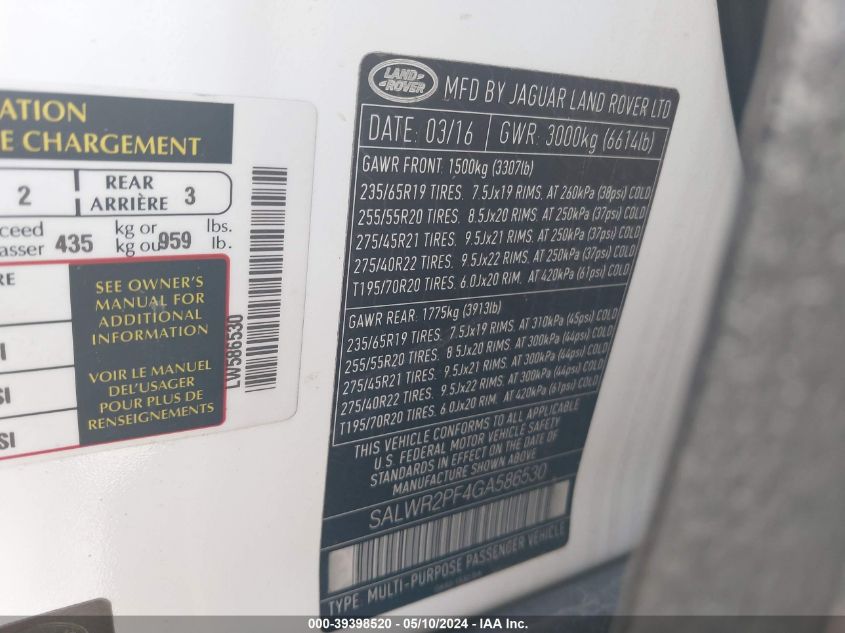 ATION
E CHARGEMENT
2 REAR ARRIÈRE 3
ceed kg or lbs.
asser 435 kg ou 959 lb.
RE
SEE OWNER'S
MANUAL FOR
ADDITIONAL
INFORMATION
VOIR LE MANUEL
DEL'USAGER
POUR PLUS DE
RENSEIGNEMENTS
I
SI
SI
LW586530
LAND ROVER
MFD BY JAGUAR LAND ROVER LTD
DATE: 03/16 GWR: 3000kg (6614lb)
GAWR FRONT: 1500kg (3307lb)
235/65R19 TIRES. 7.5Jx19 RIMS, AT 260kPa (38psi) COLD
255/55R20 TIRES. 8.5Jx20 RIMS, AT 250kPa (37psi) COLD
275/45R21 TIRES. 9.5Jx21 RIMS, AT 250kPa (37psi) COLD
275/40R22 TIRES. 9.5Jx22 RIMS, AT 250kPa (37psi) COLD
T195/70R20 TIRES. 6.0Jx20 RIM. AT 420kPa (61psi) COLD
GAWR REAR: 1775kg (3913lb)
235/65R19 TIRES. 7.5Jx19 RIMS, AT 310kPa (45psi) COLD
255/55R20 TIRES. 8.5Jx20 RIMS, AT 300kPa (44psi) COLD
275/45R21 TIRES. 9.5Jx21 RIMS, AT 300kPa (44psi) COLD
275/40R22 TIRES. 9.5Jx22 RIMS, AT 300kPa (44psi) COLD
T195/70R20 TIRES. 6.0Jx20 RIM. AT 420kPa (61psi) COLD
THIS VEHICLE CONFORMS TO ALL APPLICABLE
U.S. FEDERAL MOTOR VEHICLE SAFETY
STANDARDS IN EFFECT ON THE DATE OF
MANUFACTURE SHOWN ABOVE
SALWR2PF4GA586530
TYPE: MULTI-PURPOSE PASSENGER VEHICLE
000-39398520 - 05/10/2024 - IAAI Inc.